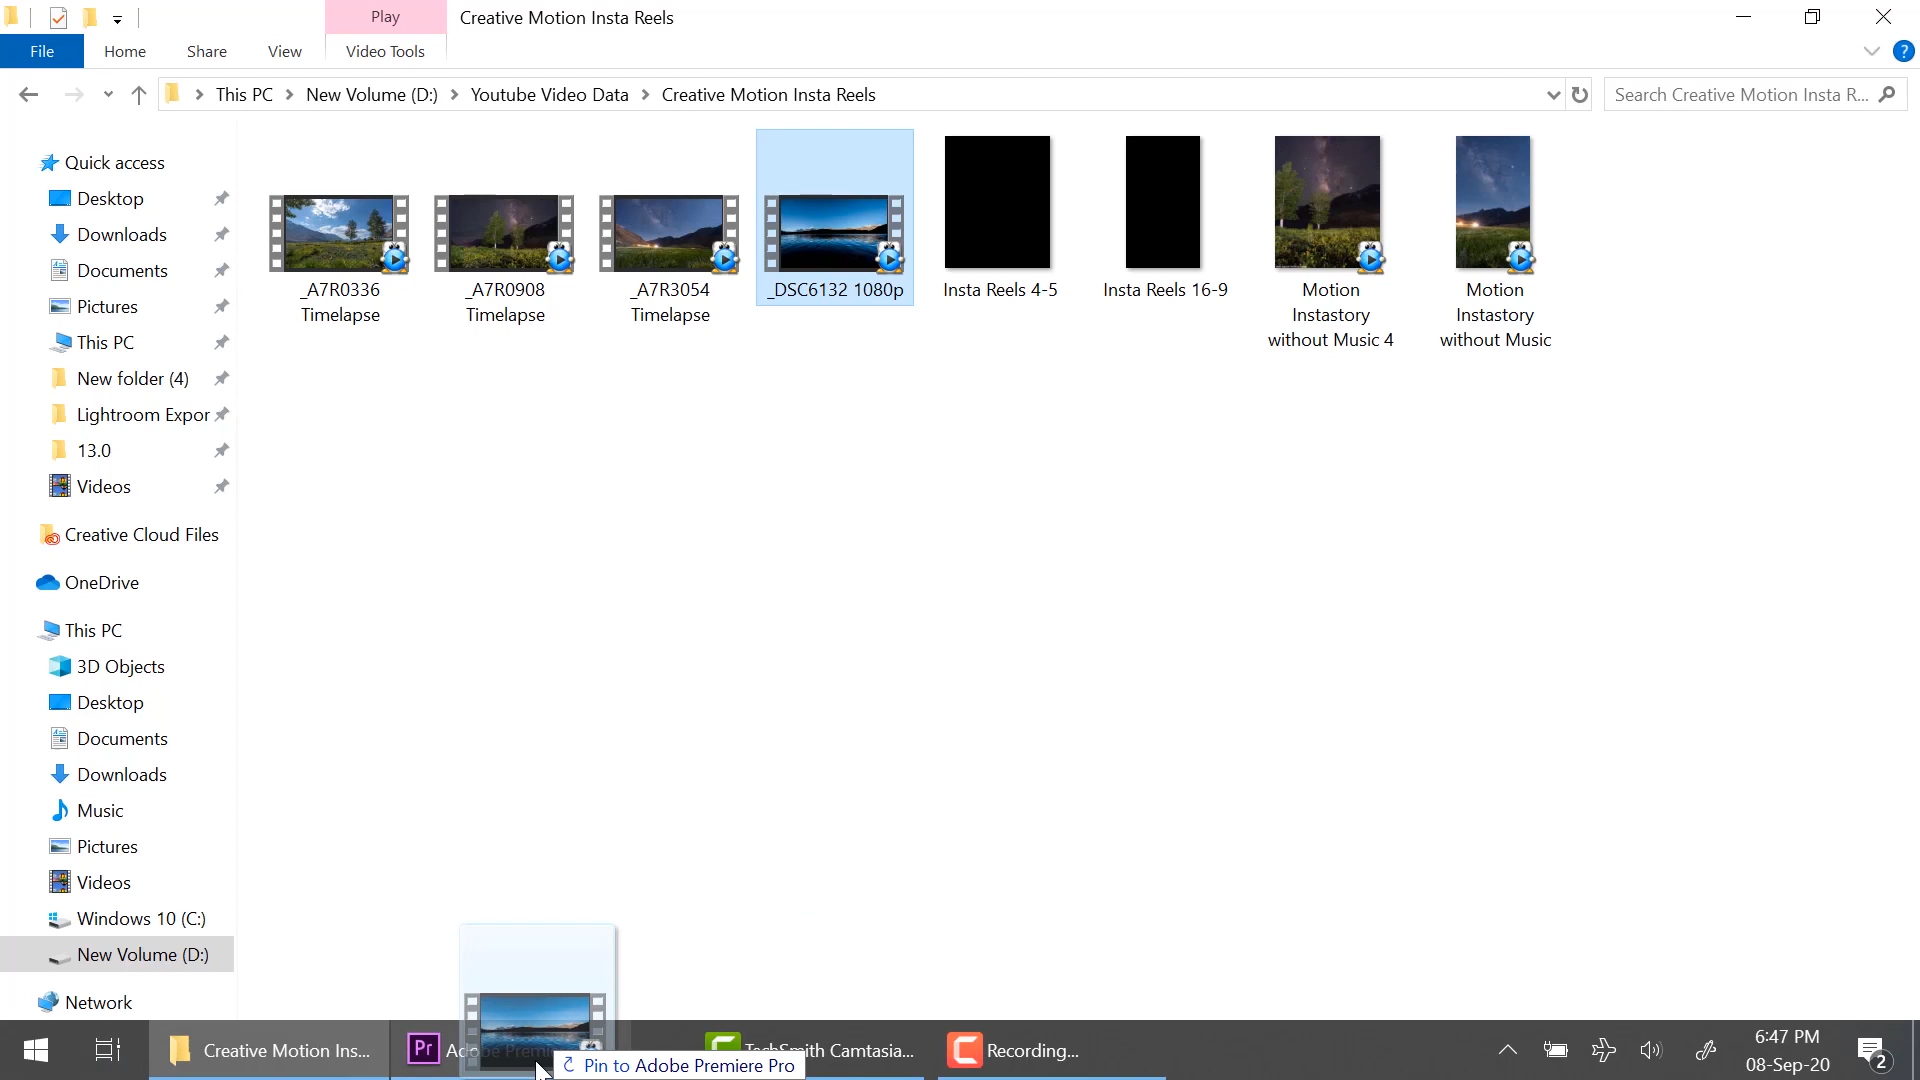 Play
Creative Motion Insta Reels
File
Home
Share
View
Video Tools
?
This PC
New Volume (D:)
Youtube Video Data
Creative Motion Insta Reels
Search Creative Motion Insta R...
Quick access
Desktop
Downloads
Documents
Pictures
This PC
New folder (4)
Lightroom Expor
13.0
Videos
Creative Cloud Files
OneDrive
This PC
3D Objects
Desktop
Documents
Downloads
Music
Pictures
Videos
Windows 10 (C:)
New Volume (D:)
Network
_A7R0336
Timelapse
_A7R0908
Timelapse
_A7R3054
Timelapse
_DSC6132 1080p
Insta Reels 4-5
Insta Reels 16-9
Motion
Instastory
without Music 4
Motion
Instastory
without Music
Creative Motion Ins...
Pr
Adobe Premi
Pin to Adobe Premiere Pro
TechSmith Camtasia...
Recording...
6:47 PM
08-Sep-20
2